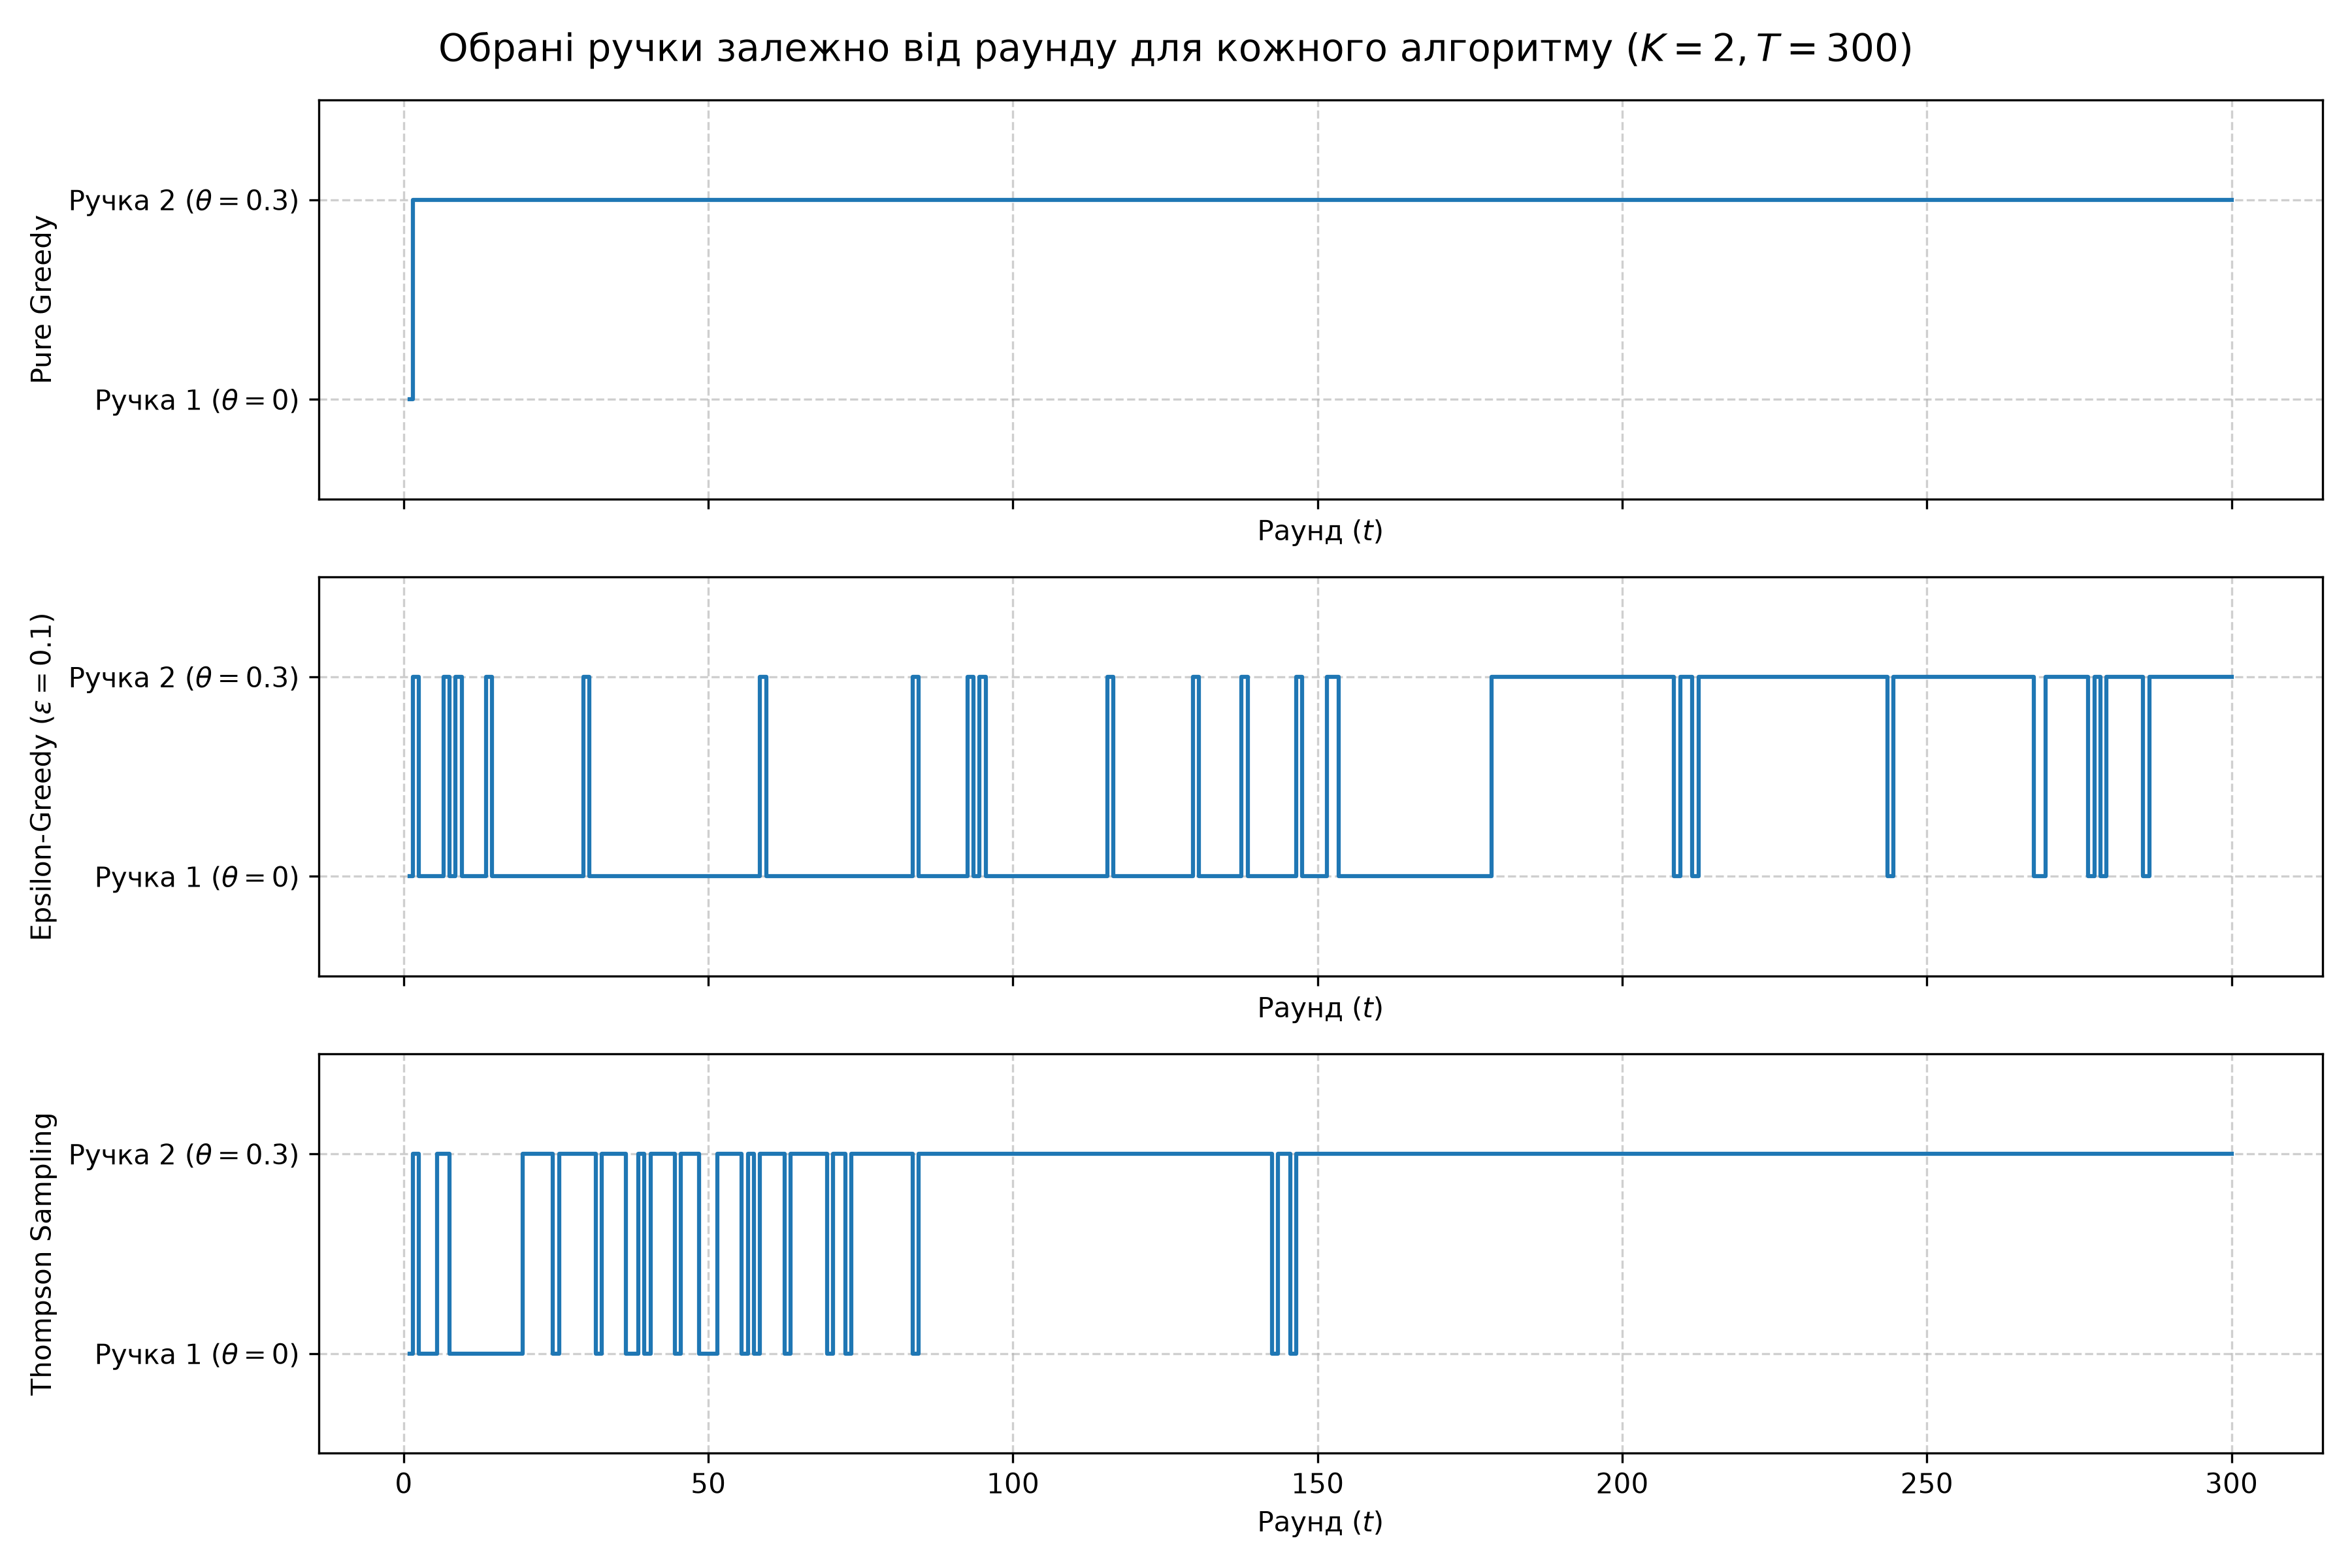 Обрані ручки залежно від раунду для кожного алгоритму (K = 2, T = 300)
Pure Greedy
Ручка 2 (θ = 0.3)
Ручка 1 (θ = 0)
Раунд (t)
Epsilon-Greedy (ε = 0.1)
Ручка 2 (θ = 0.3)
Ручка 1 (θ = 0)
Раунд (t)
Thompson Sampling
Ручка 2 (θ = 0.3)
Ручка 1 (θ = 0)
0 50 100 150 200 250 300
Раунд (t)